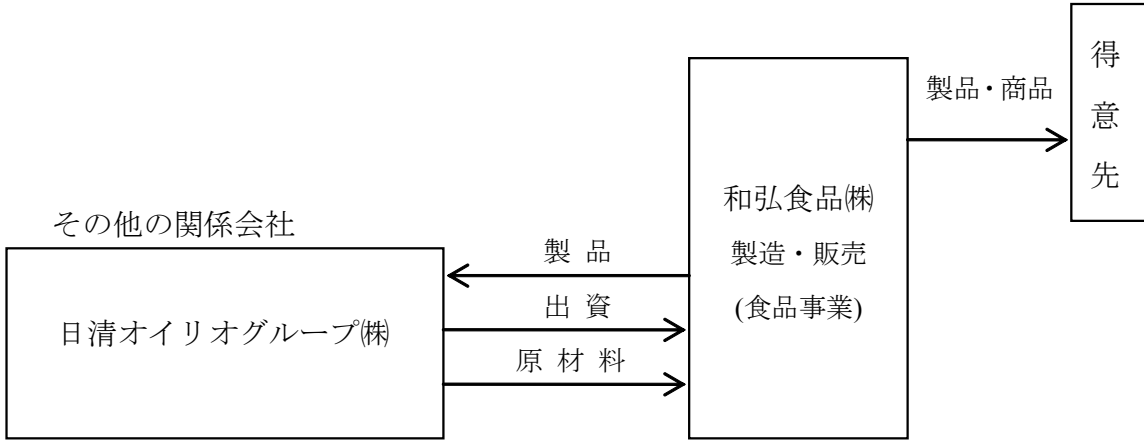 その他の関係会社
日清オイリオグループ㈱
製 品
出 資
原 材 料
和弘食品㈱
製造・販売
(食品事業)
製品・商品
得
意
先